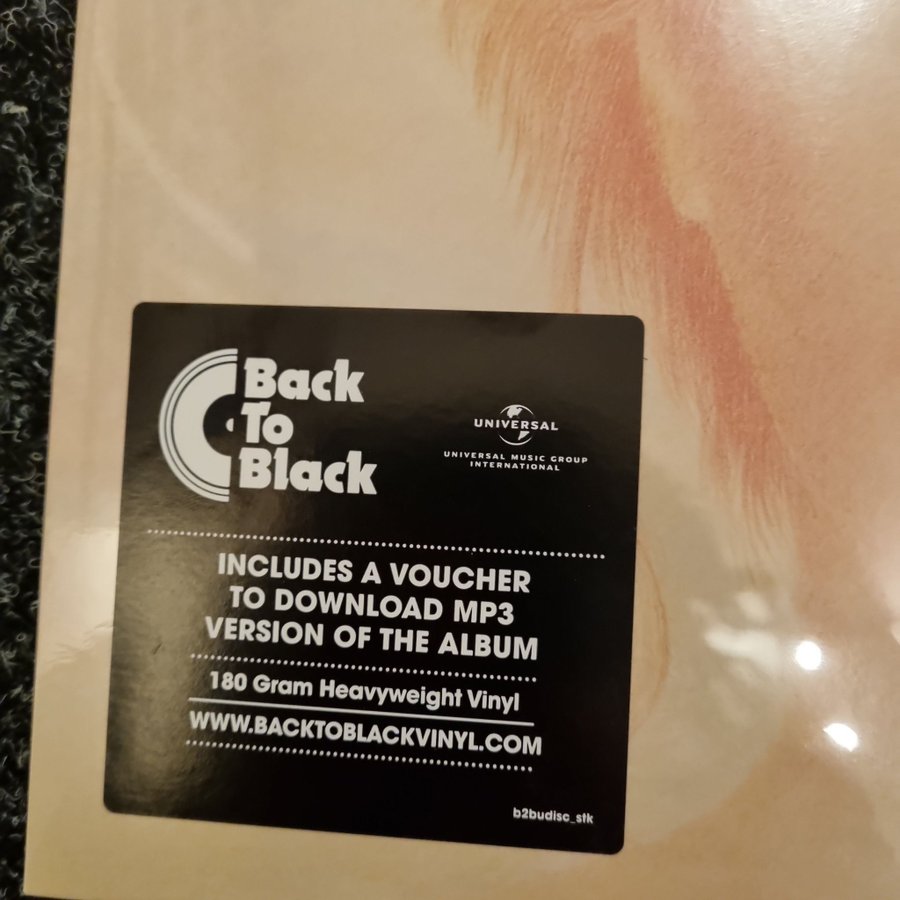 Back
To
Black
UNIVERSAL
UNIVERSAL MUSIC GROUP
INTERNATIONAL
INCLUDES A VOUCHER
TO DOWNLOAD MP3
VERSION OF THE ALBUM
180 Gram Heavyweight Vinyl
WWW.BACKTOBLACKVINYL.COM
b2budisc_stk